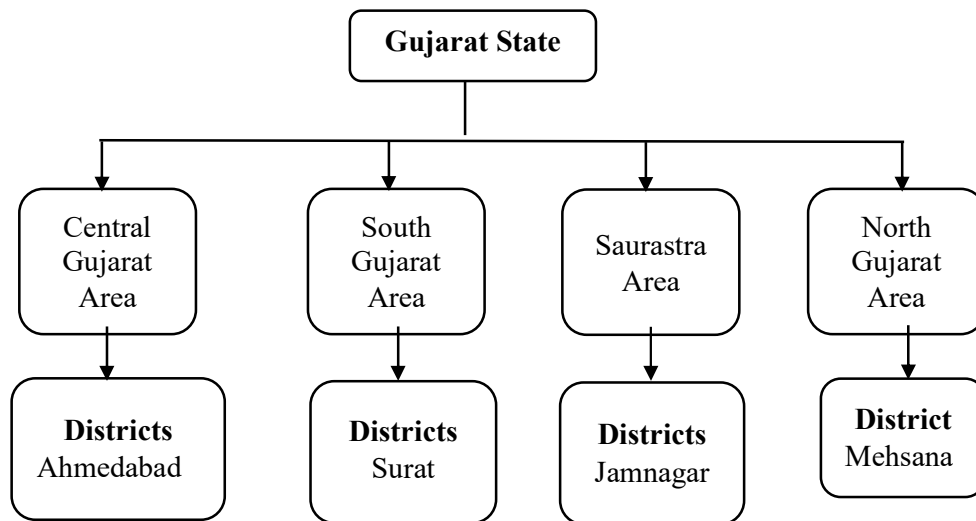 Gujarat State
Central
Gujarat
Area
South
Gujarat
Area
Saurastra
Area
North
Gujarat
Area
Districts
Ahmedabad
Districts
Surat
Districts
Jamnagar
District
Mehsana